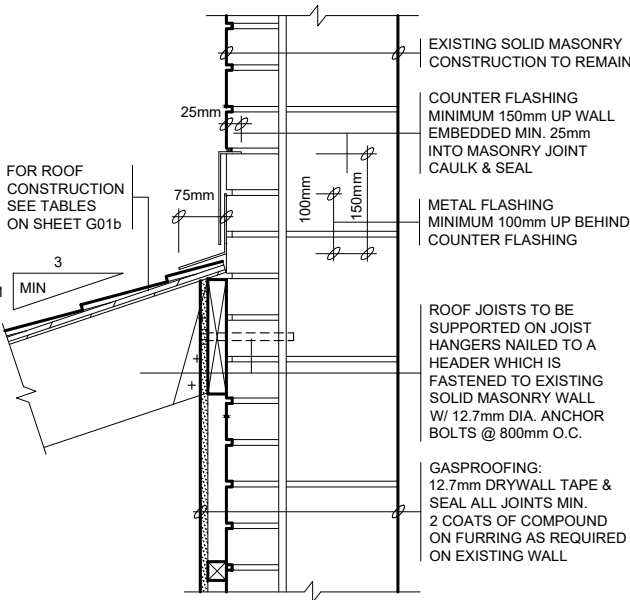 EXISTING SOLID MASONRY
CONSTRUCTION TO REMAIN
25mm
COUNTER FLASHING
MINIMUM 150mm UP WALL
EMBEDDED MIN. 25mm
INTO MASONRY JOINT
CAULK & SEAL
FOR ROOF
CONSTRUCTION
SEE TABLES
ON SHEET G01b
75mm
100mm
150mm
METAL FLASHING
MINIMUM 100mm UP BEHIND
COUNTER FLASHING
3
1
MIN
ROOF JOISTS TO BE
SUPPORTED ON JOIST
HANGERS NAILED TO A
HEADER WHICH IS
FASTENED TO EXISTING
SOLID MASONRY WALL
W/ 12.7mm DIA. ANCHOR
BOLTS @ 800mm O.C.
GASPROOFING:
12.7mm DRYWALL TAPE &
SEAL ALL JOINTS MIN.
2 COATS OF COMPOUND
ON FURRING AS REQUIRED
ON EXISTING WALL